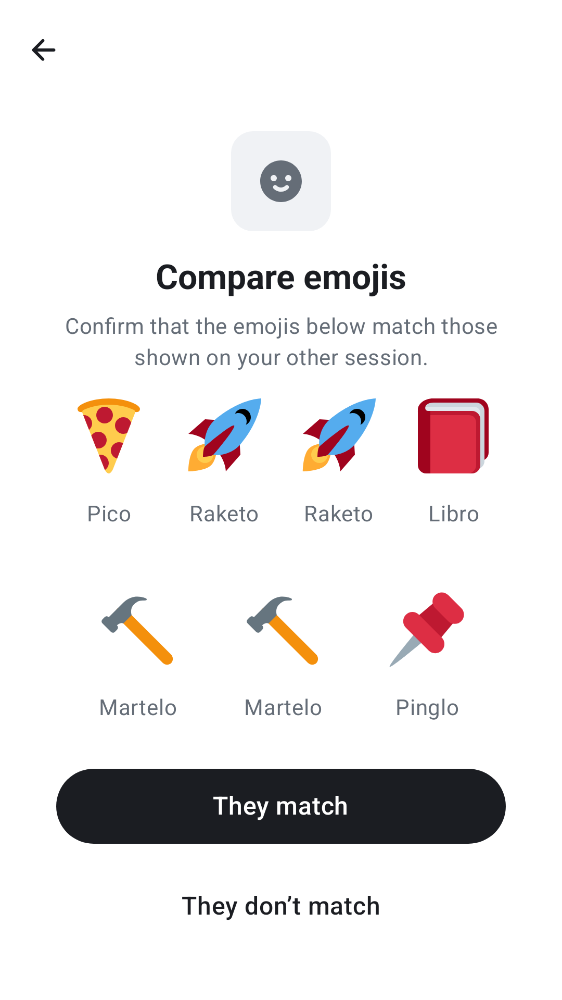 Compare emojis
Confirm that the emojis below match those
shown on your other session.
Pico Raketo Raketo Libro
Martelo Martelo Pinglo
They match
They don’t match